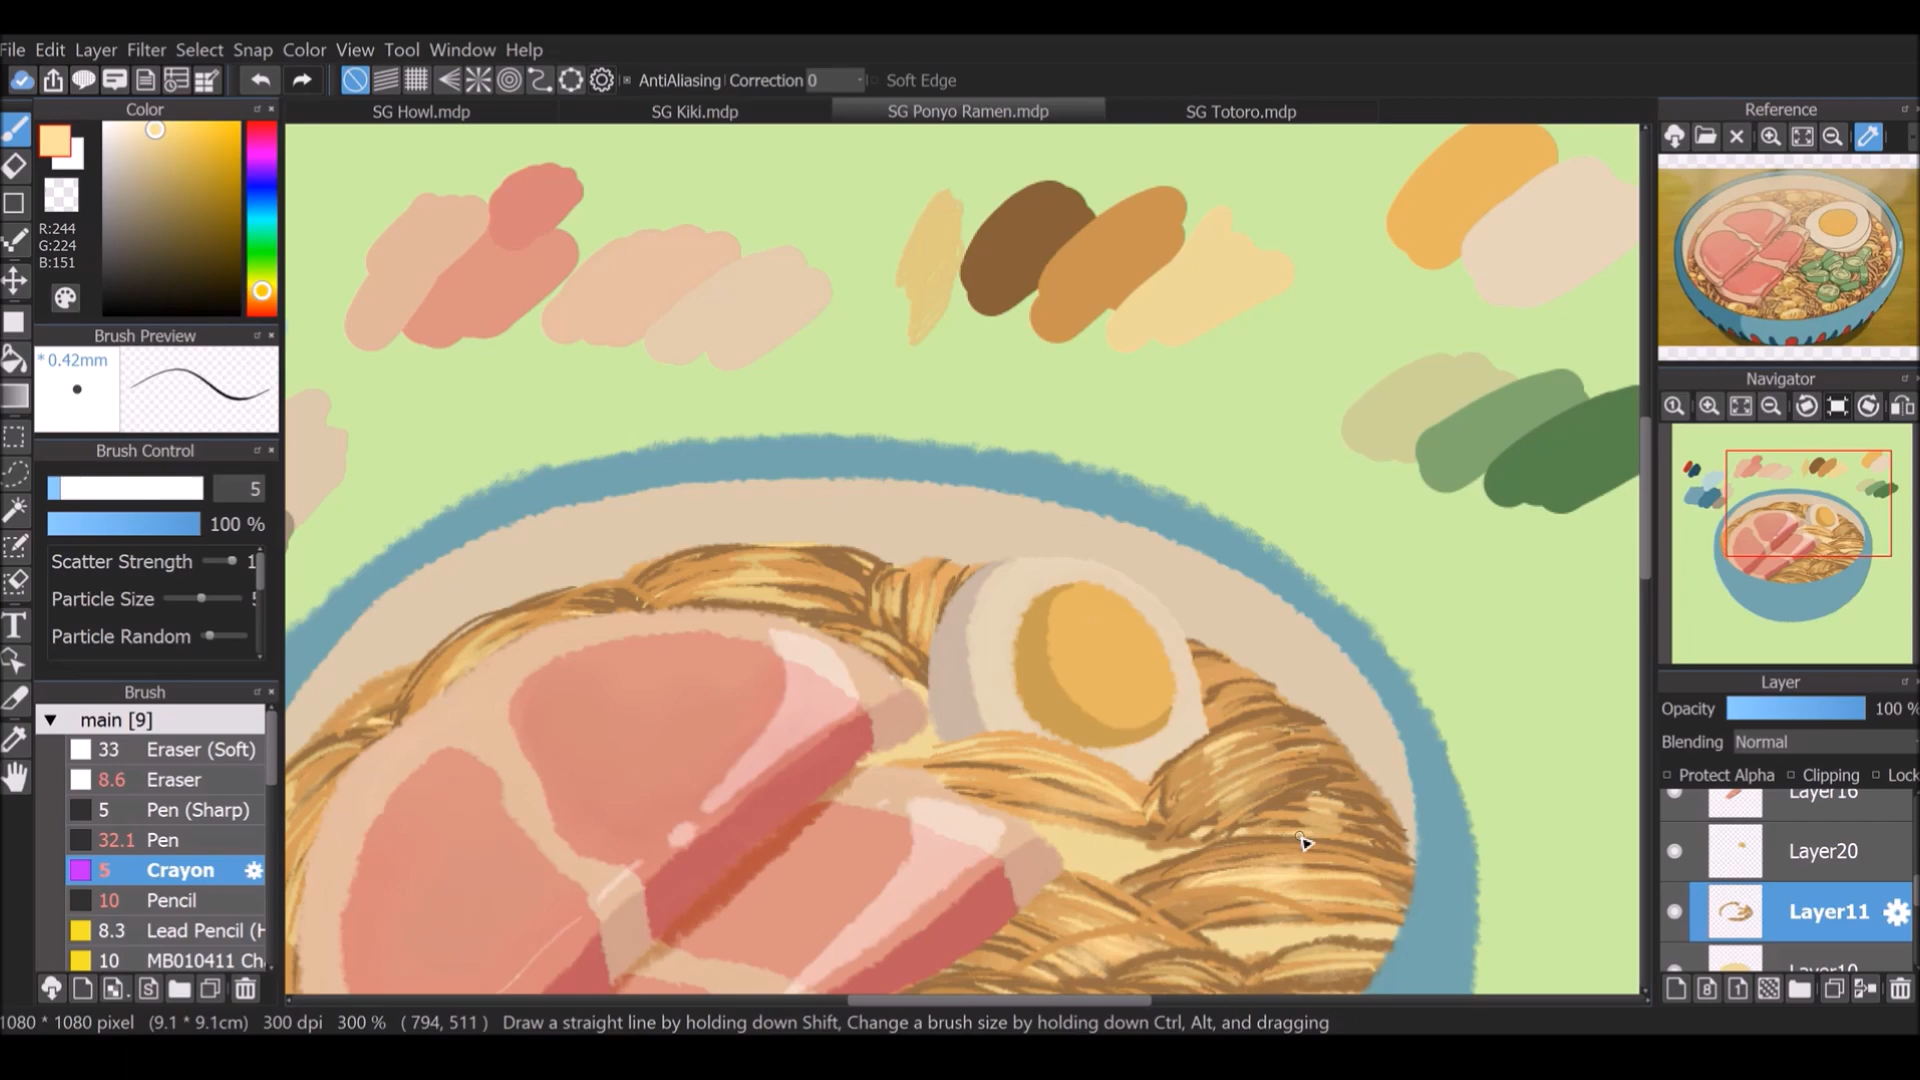 File Edit Layer Filter Select Snap Color View Tool Window Help
AntiAliasing Correction 0 Soft Edge
Color
SG Howl.mdp SG Kiki.mdp SG Ponyo Ramen.mdp SG Totoro.mdp
Reference
R:244
G:224
B:151
Brush Preview
*0.42mm
Navigator
Brush Control
5
100 %
Scatter Strength 1
Particle Size
Particle Random
Brush
main [9]
33 Eraser (Soft)
8.6 Eraser
5 Pen (Sharp)
32.1 Pen
5 Crayon
10 Pencil
8.3 Lead Pencil (H
10 MB010411 Ch
Layer
Opacity 100 %
Blending Normal
Protect Alpha Clipping Lock
Layer16
Layer20
Layer11
Layer10
1080 * 1080 pixel (9.1 * 9.1cm) 300 dpi 300 % ( 794, 511 ) Draw a straight line by holding down Shift, Change a brush size by holding down Ctrl, Alt, and dragging